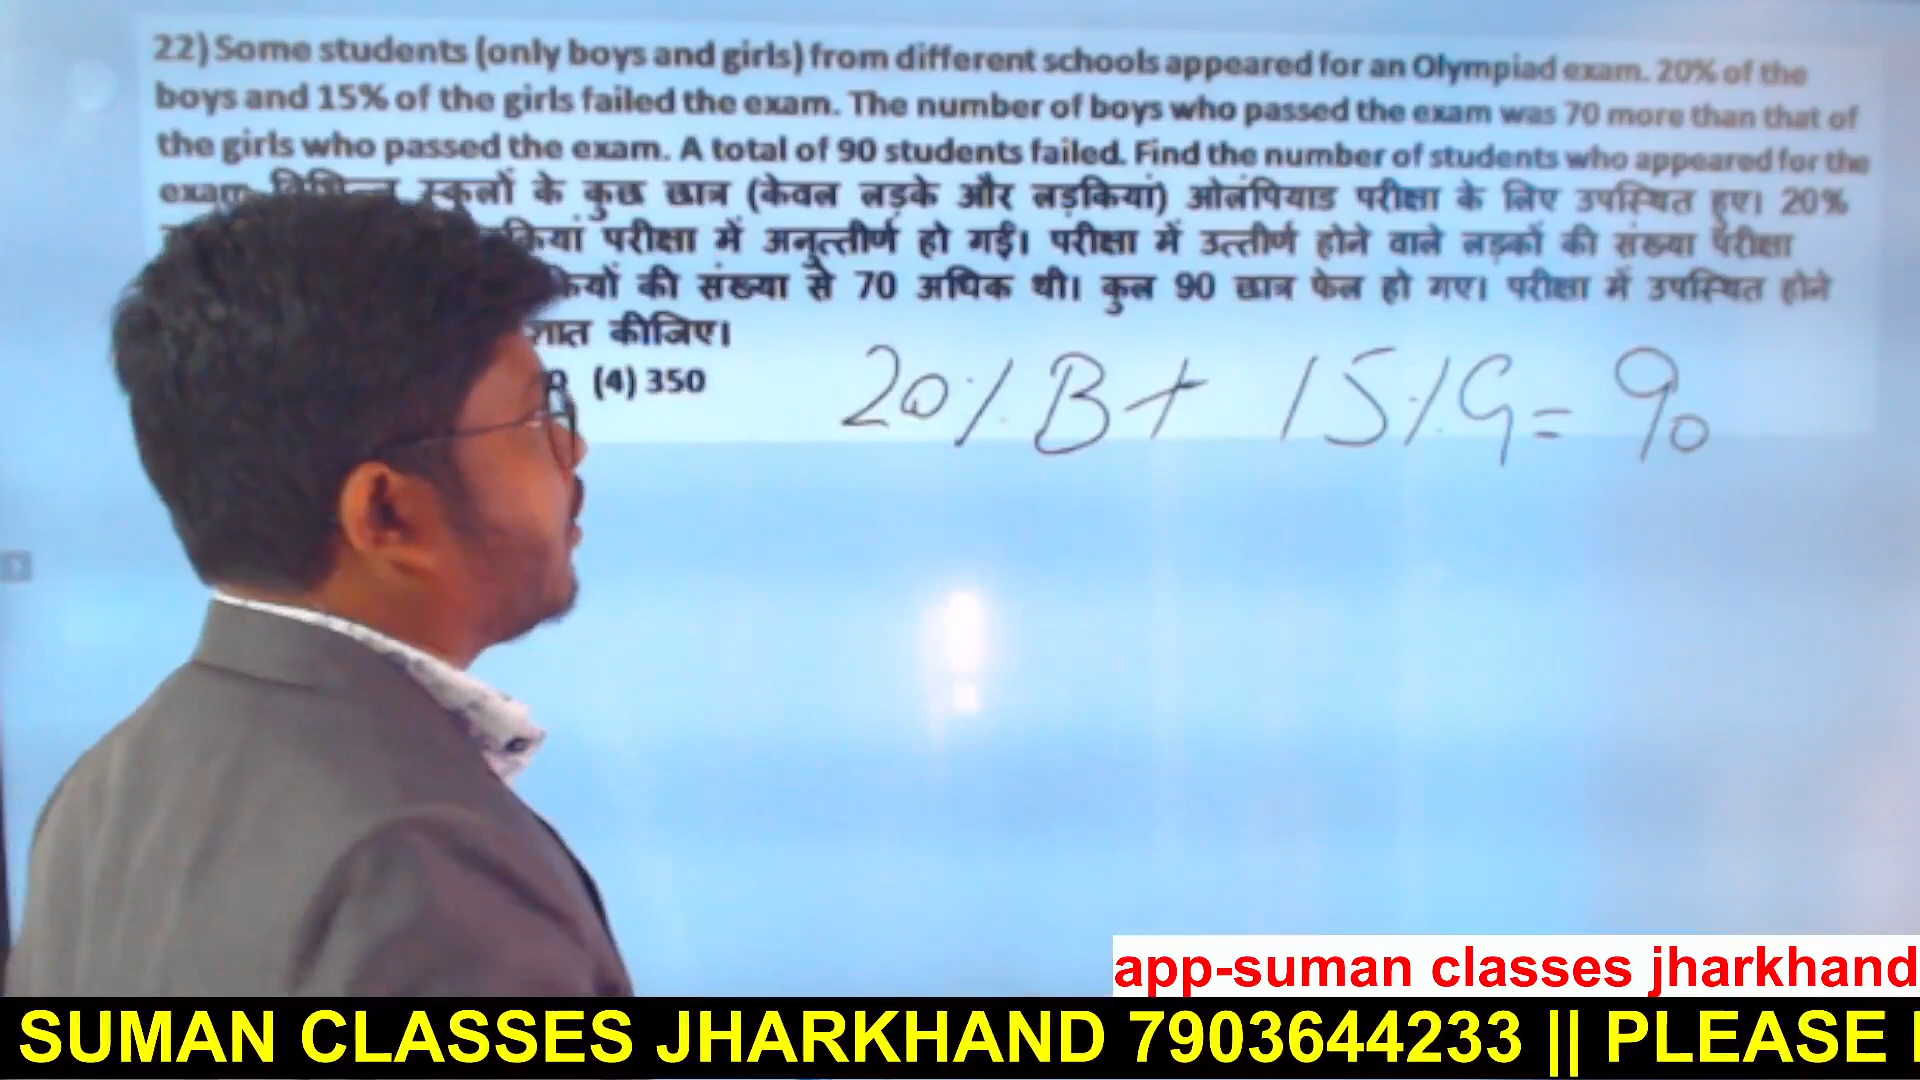 22) Some students (only boys and girls) from different schools appeared for an Olympiad exam. 20% of the
boys and 15% of the girls failed the exam. The number of boys who passed the exam was 70 more than that of
the girls who passed the exam. A total of 90 students failed. Find the number of students who appeared for the
exam विभिन्न स्कूलों के कुछ छात्र (केवल लड़के और लड़कियां) ओलंपियाड परीक्षा के लिए उपस्थित हुए। 20%
परीक्षा में अनुत्तीर्ण हो गई। परीक्षा में उत्तीर्ण होने वाले लड़कों की संख्या परीक्षा
की संख्या से 70 अधिक थी। कुल 90 छात्र फेल हो गए। परीक्षा में उपस्थित होने
कीजिए।
(4) 350
20% B + 15% G = 90
app-suman classes jharkhand
SUMAN CLASSES JHARKHAND 7903644233 || PLEASE